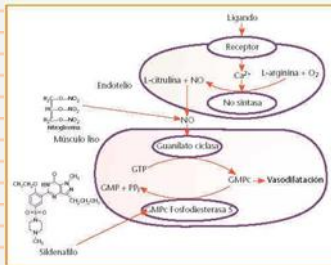 Ligando
Receptor
Endotelio
L-citrulina + NO
Ca²⁺
L-arginina + O₂
No sintasa
NO
Músculo liso
Guanilato ciclasa
GTP
GMP + PPi
GMPc
Vasodilatación
GMPc Fosfodiesterasa 5
nitroglicerina
Sildenafilo